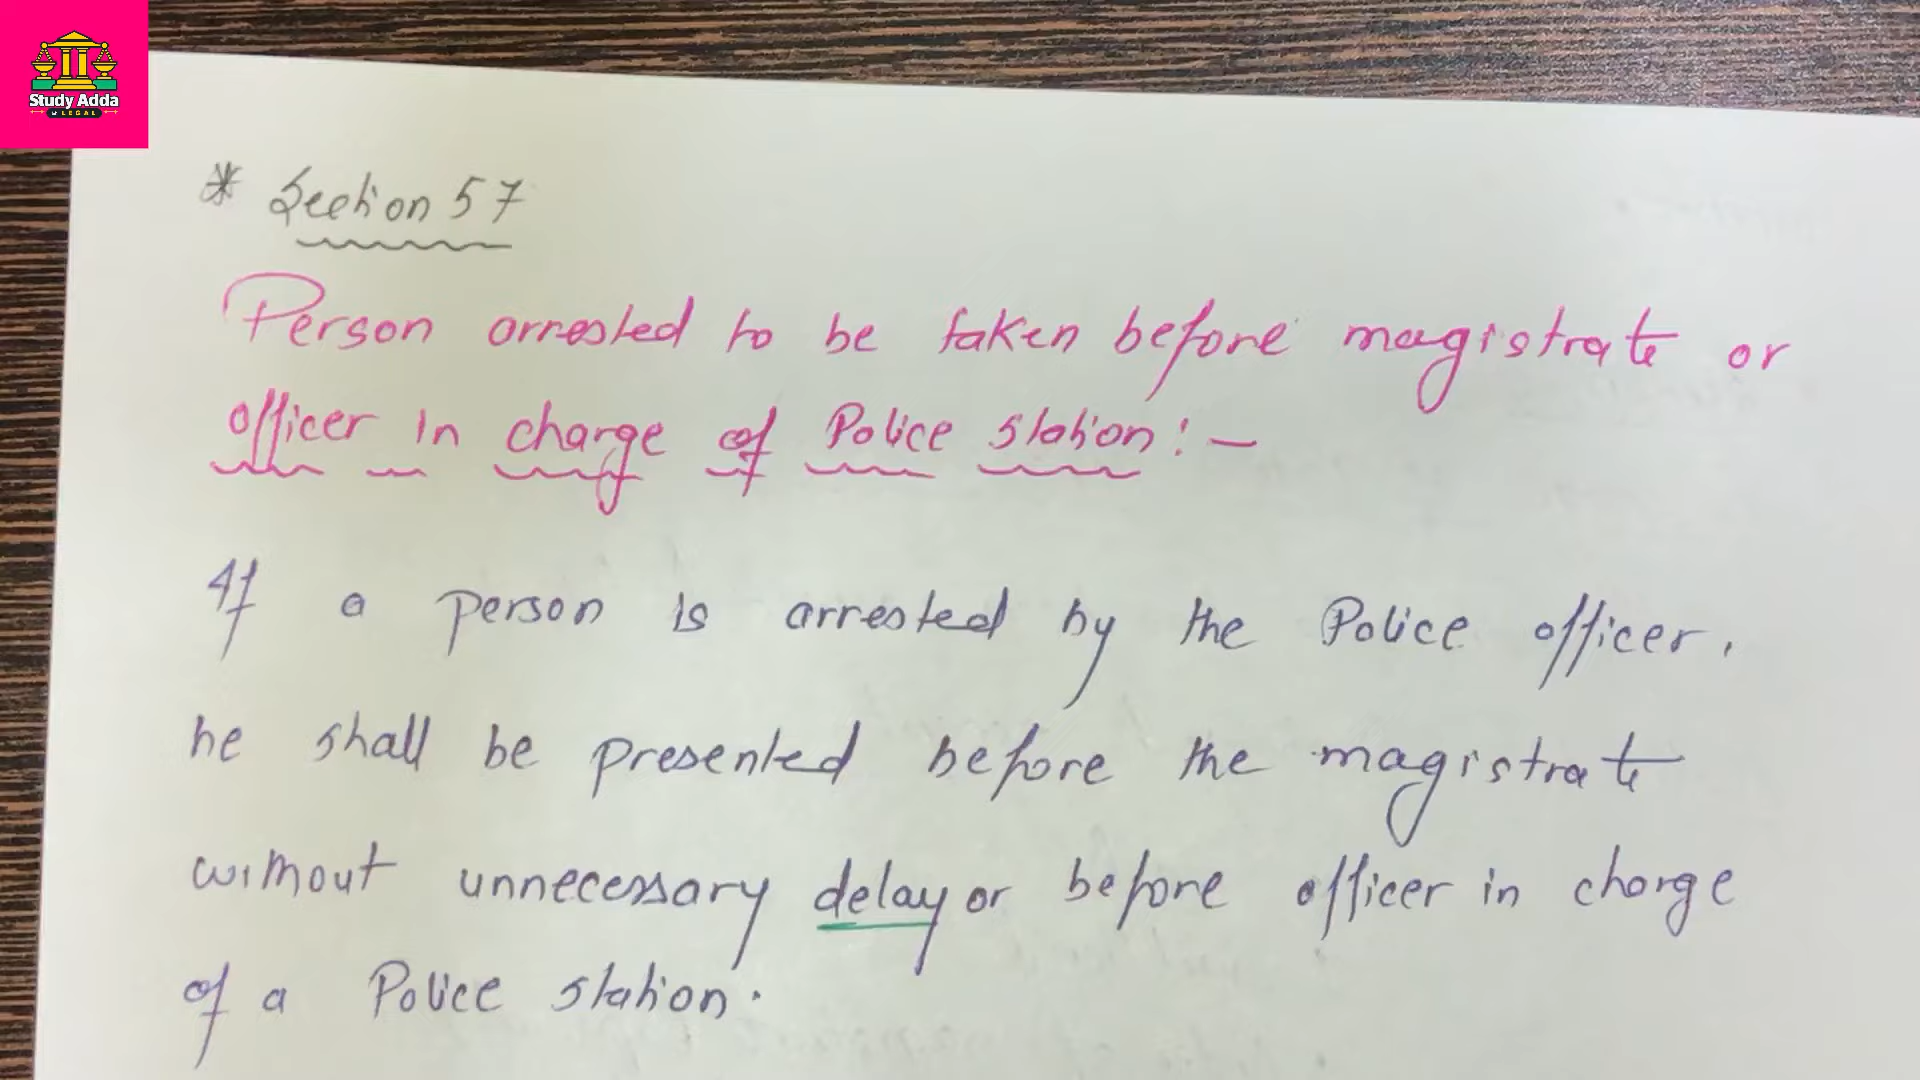 Study Adda
LEGAL
* Section 57
Person arrested to be taken before magistrate or
officer in charge of Police station:-
If a person is arrested by the Police officer,
he shall be presented before the magistrate
without unnecessary delay or before officer in charge
of a Police station.